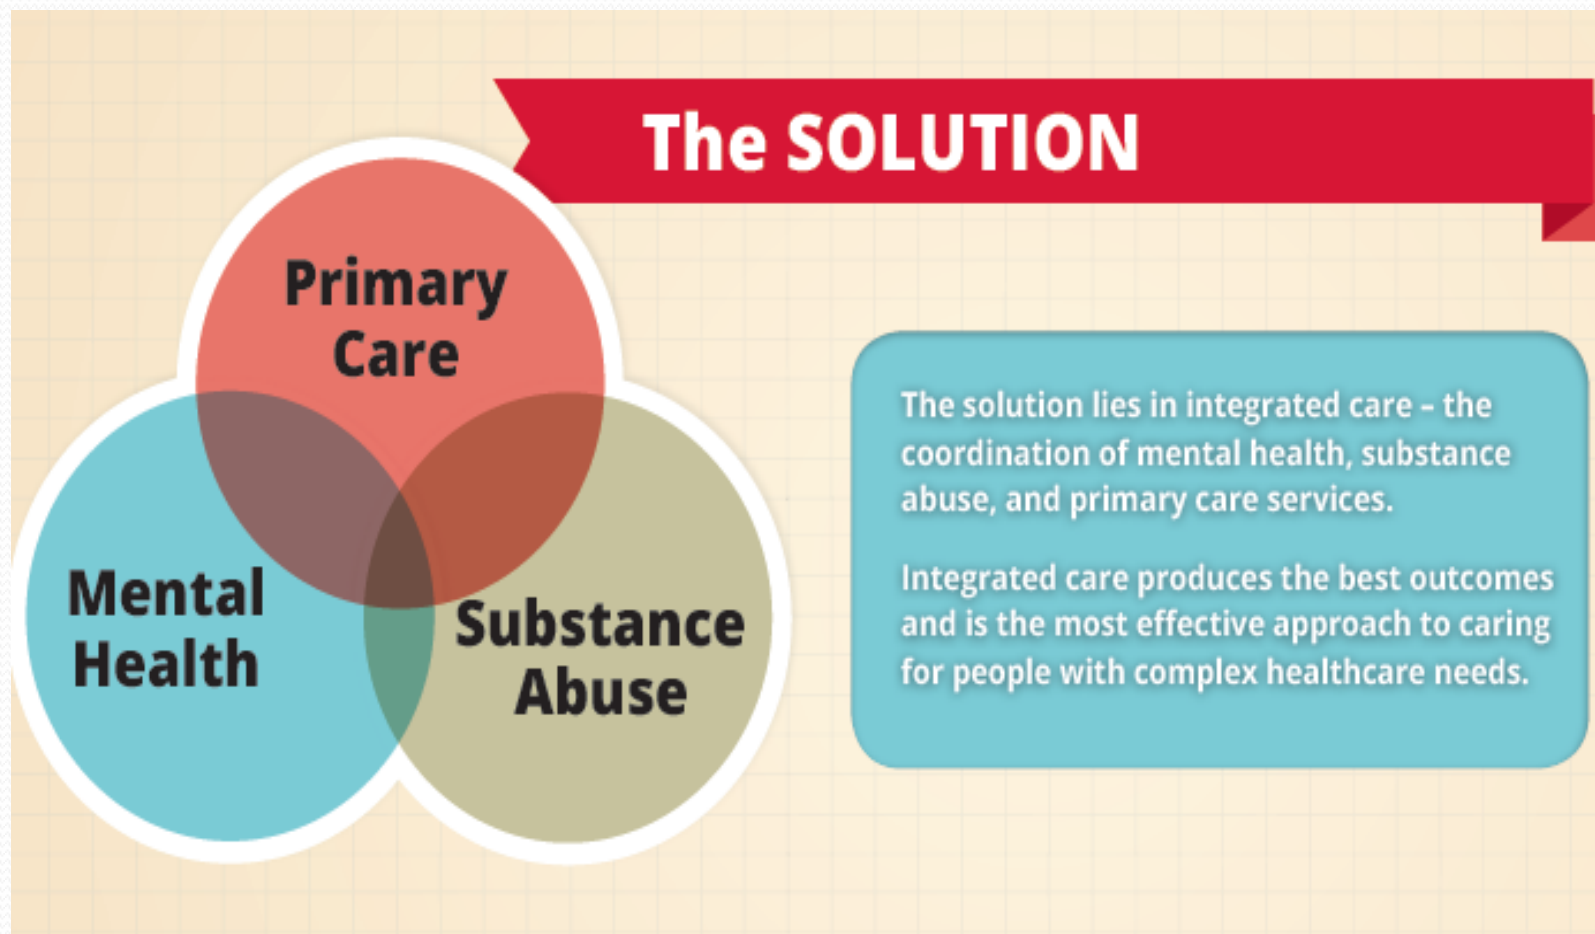 The SOLUTION
Primary
Care
Mental
Health
Substance
Abuse
The solution lies in integrated care – the
coordination of mental health, substance
abuse, and primary care services.
Integrated care produces the best outcomes
and is the most effective approach to caring
for people with complex healthcare needs.